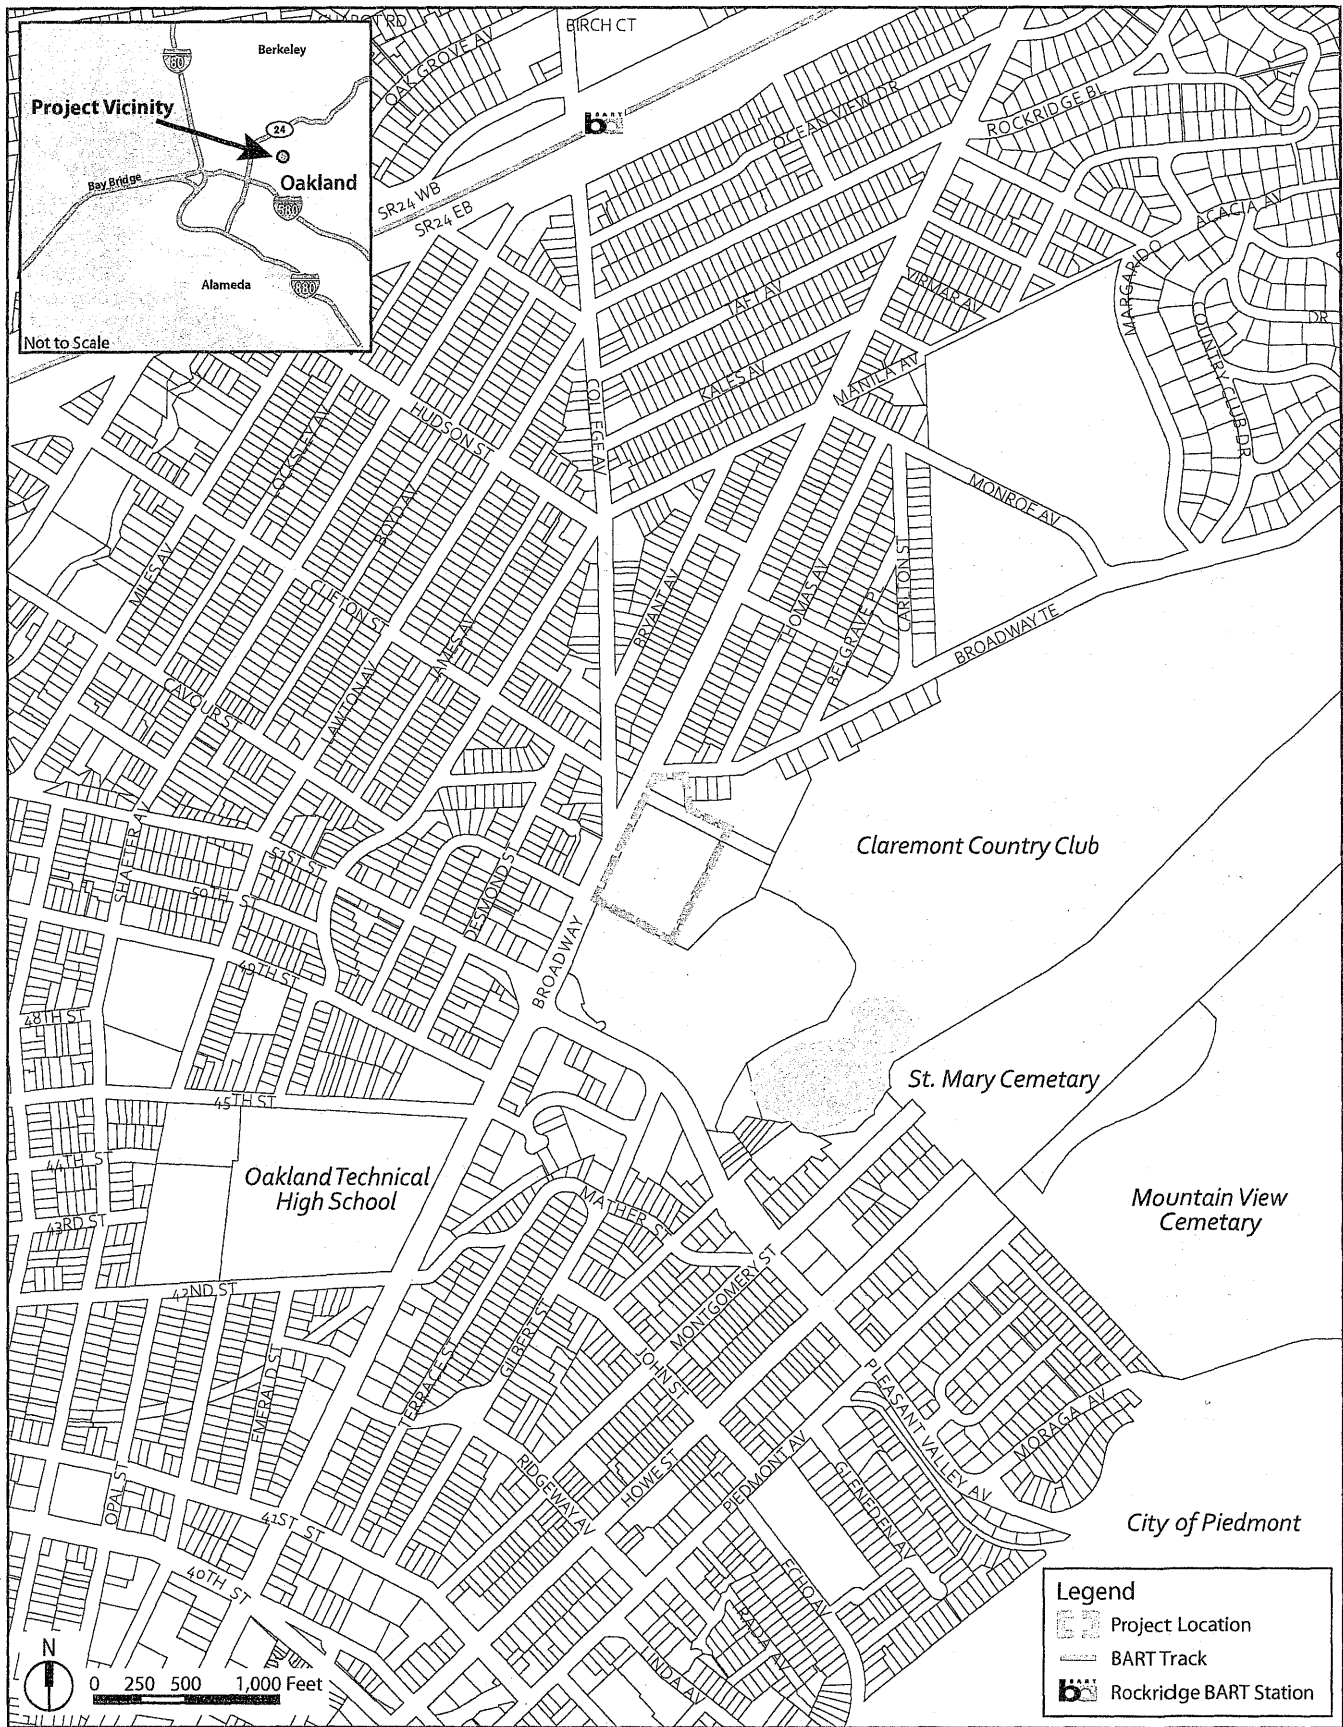 BIRCH CT
OAK GROVE AV
80
Berkeley
Project Vicinity
24
Bay Bridge
Oakland
580
Alameda
880
Not to Scale
BART
ba
SR24 WB
SR24 EB
OCEAN VIEW DR
ROCKRIDGE BL
ACACIA AV
MARGARIDO
COUNTRY CLUB DR
DR
VIRMAR AV
AFT AV
KALES AV
MANILA AV
COLLEGE AV
HUDSON ST
LOCKSLEY AV
BOYD AV
MONROE AV
MILES AV
CLIFTON ST
JAMES AV
BRYANT AV
THOMAS AV
BELGRAVE P
CARLTON ST
BROADWAY TE
CAVOUR ST
LAWTON AV
SHAFTER AV
51ST ST
50TH ST
DESMOND ST
49TH ST
BROADWAY
Claremont Country Club
48TH ST
45TH ST
St. Mary Cemetary
44TH ST
Oakland Technical
High School
43RD ST
MATHER ST
Mountain View
Cemetary
42ND ST
MONTGOMERY ST
GILBERT ST
JOHN ST
TERRACE ST
EMERALD ST
PLEASANT VALLEY AV
MORAGA AV
OPAL ST
RIDGEWAY AV
HOWE ST
PIEDMONT AV
GLENEDEN AV
41ST ST
City of Piedmont
40TH ST
ECHO AV
RADA AV
LINDA AV
N
0 250 500 1,000 Feet
Legend
Project Location
BART Track
BART
ba
Rockridge BART Station